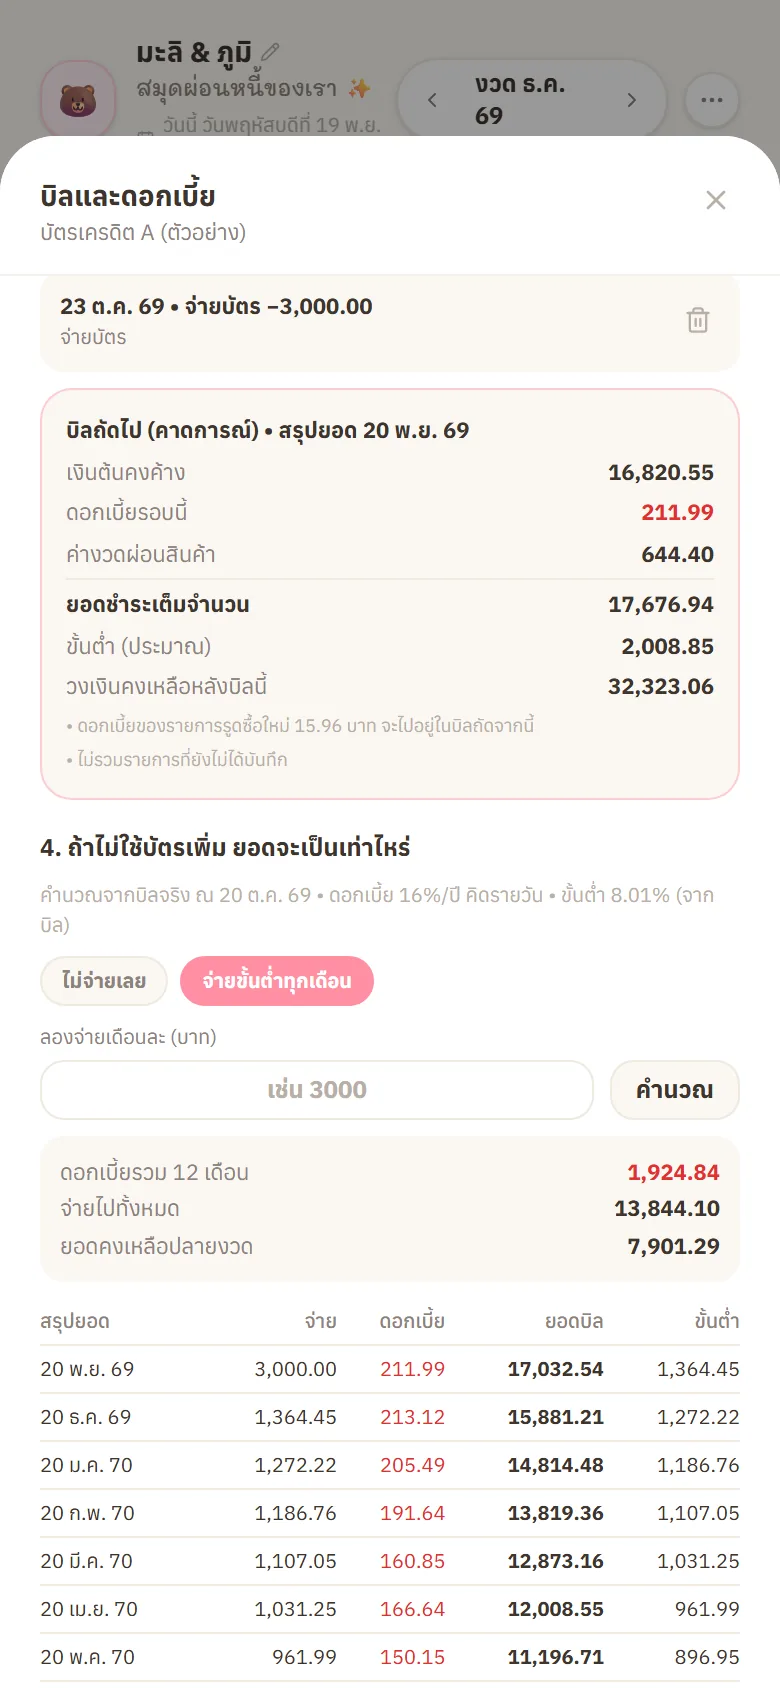 มะลิ & ภูมิ
สมุดผ่อนหนี้ของเรา ✨
วันนี้ วันพฤหัสบดีที่ 19 พ.ย.
งวด ธ.ค. 69
บิลและดอกเบี้ย
บัตรเครดิต A (ตัวอย่าง)
23 ต.ค. 69 • จ่ายบัตร −3,000.00
จ่ายบัตร
บิลถัดไป (คาดการณ์) • สรุปยอด 20 พ.ย. 69
เงินต้นคงค้าง 16,820.55
ดอกเบี้ยรอบนี้ 211.99
ค่างวดผ่อนสินค้า 644.40
ยอดชำระเต็มจำนวน 17,676.94
ขั้นต่ำ (ประมาณ) 2,008.85
วงเงินคงเหลือหลังบิลนี้ 32,323.06
• ดอกเบี้ยของรายการรูดซื้อใหม่ 15.96 บาท จะไปอยู่ในบิลถัดจากนี้
• ไม่รวมรายการที่ยังไม่ได้บันทึก
4. ถ้าไม่ใช้บัตรเพิ่ม ยอดจะเป็นเท่าไหร่
คำนวณจากบิลจริง ณ 20 ต.ค. 69 • ดอกเบี้ย 16%/ปี คิดรายวัน • ขั้นต่ำ 8.01% (จาก
บิล)
ไม่จ่ายเลย จ่ายขั้นต่ำทุกเดือน
ลองจ่ายเดือนละ (บาท)
เช่น 3000 คำนวณ
ดอกเบี้ยรวม 12 เดือน 1,924.84
จ่ายไปทั้งหมด 13,844.10
ยอดคงเหลือปลายงวด 7,901.29
สรุปยอด จ่าย ดอกเบี้ย ยอดบิล ขั้นต่ำ
20 พ.ย. 69 3,000.00 211.99 17,032.54 1,364.45
20 ธ.ค. 69 1,364.45 213.12 15,881.21 1,272.22
20 ม.ค. 70 1,272.22 205.49 14,814.48 1,186.76
20 ก.พ. 70 1,186.76 191.64 13,819.36 1,107.05
20 มี.ค. 70 1,107.05 160.85 12,873.16 1,031.25
20 เม.ย. 70 1,031.25 166.64 12,008.55 961.99
20 พ.ค. 70 961.99 150.15 11,196.71 896.95